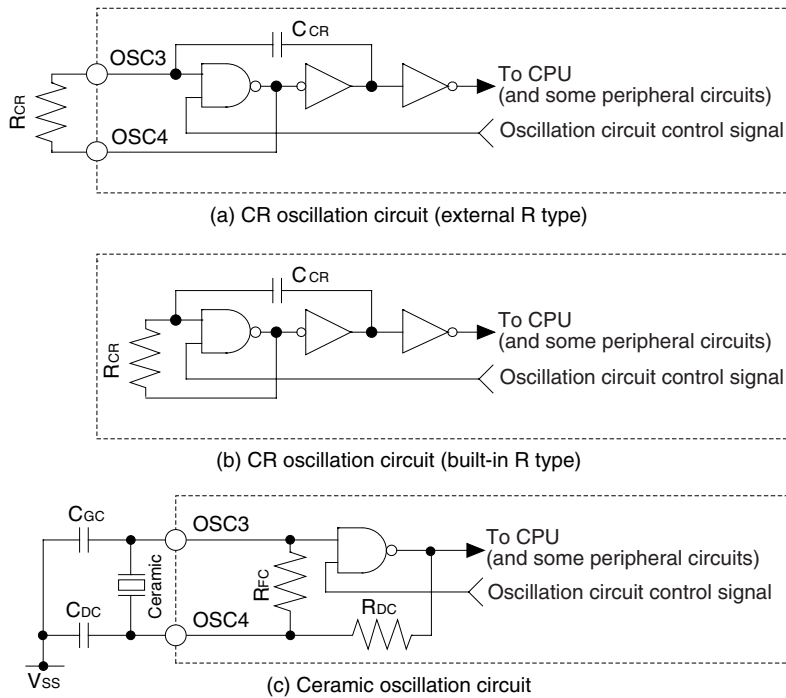 C CR
OSC3
To CPU
(and some peripheral circuits)
RCR
OSC4
Oscillation circuit control signal
(a) CR oscillation circuit (external R type)
C CR
To CPU
(and some peripheral circuits)
RCR
Oscillation circuit control signal
(b) CR oscillation circuit (built-in R type)
CGC
OSC3
To CPU
(and some peripheral circuits)
Ceramic
RFC
Oscillation circuit control signal
CDC
OSC4
RDC
VSS
(c) Ceramic oscillation circuit